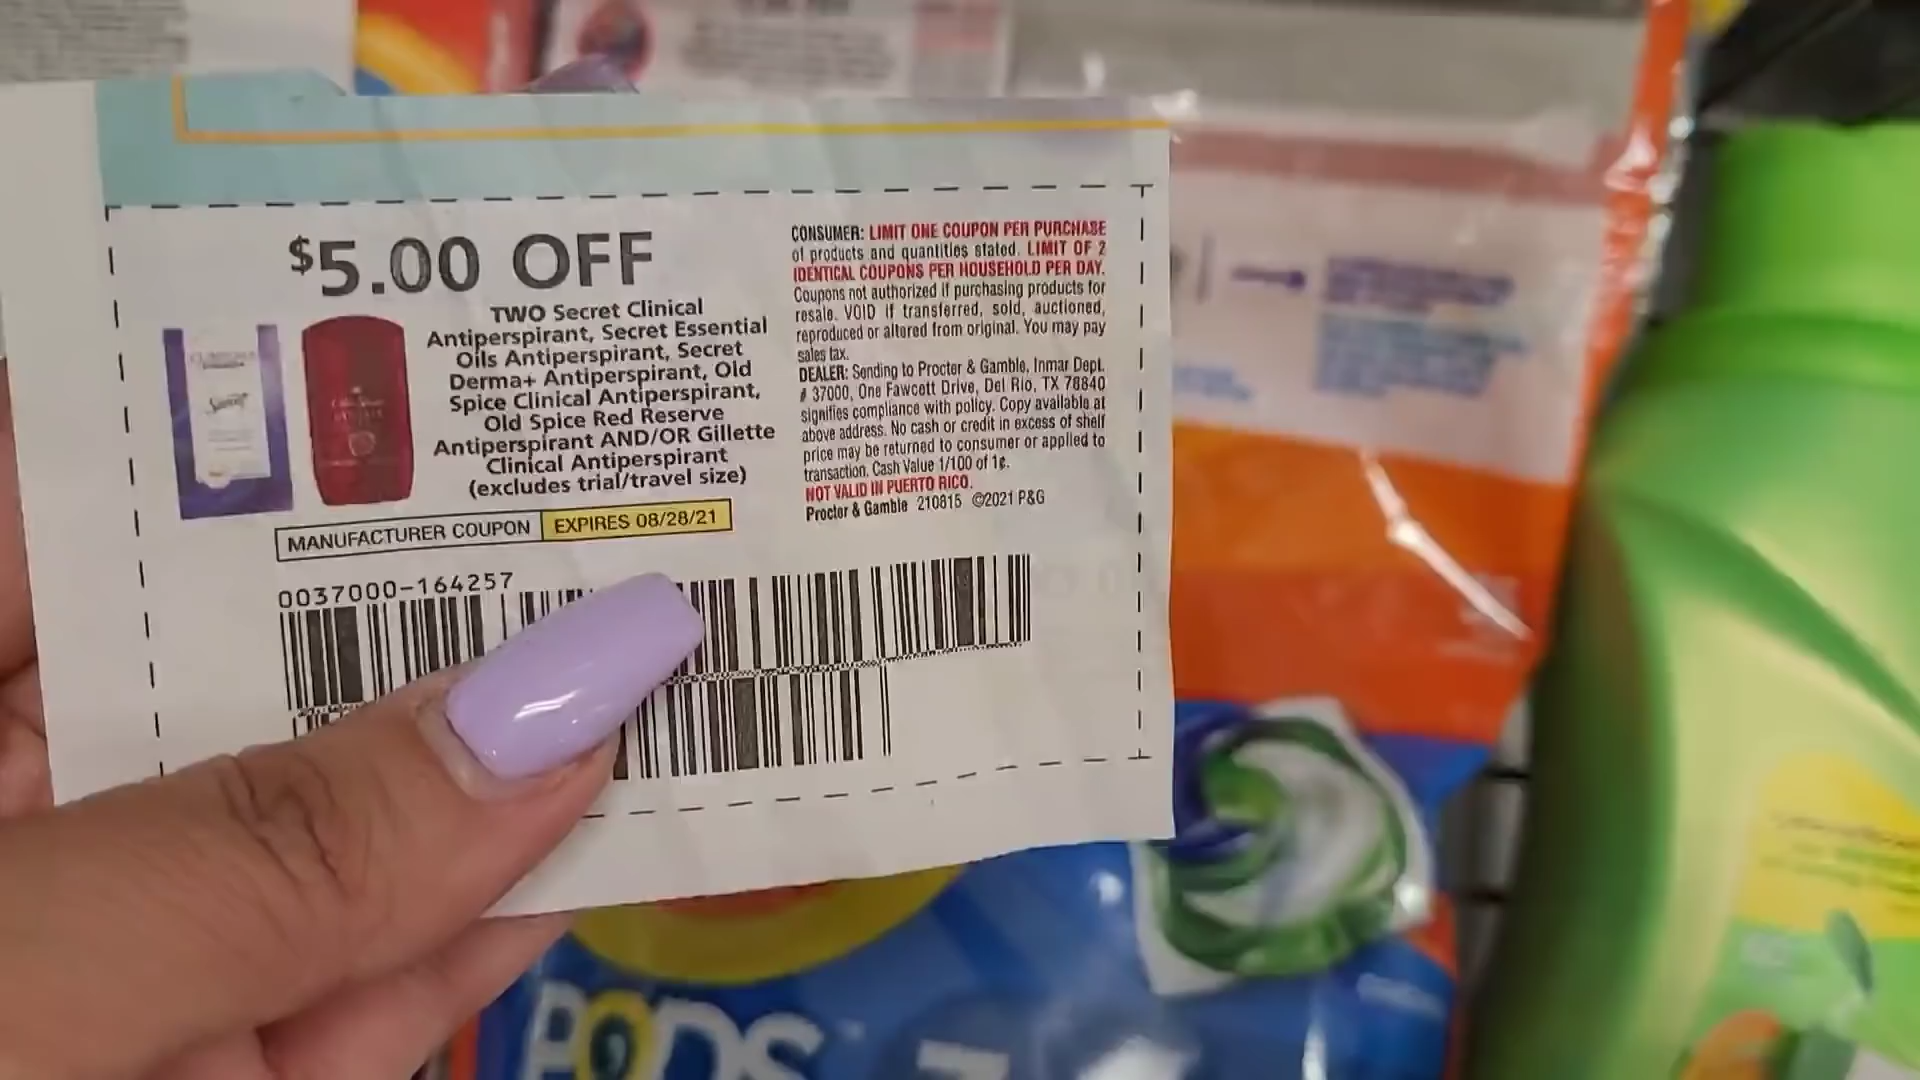 $5.00 OFF
TWO Secret Clinical
Antiperspirant, Secret Essential
Oils Antiperspirant, Secret
Derma+ Antiperspirant, Old
Spice Clinical Antiperspirant,
Old Spice Red Reserve
Antiperspirant AND/OR Gillette
Clinical Antiperspirant
(excludes trial/travel size)
MANUFACTURER COUPON EXPIRES 08/28/21
0037000-164257
CONSUMER: LIMIT ONE COUPON PER PURCHASE
of products and quantities stated. LIMIT OF 2
IDENTICAL COUPONS PER HOUSEHOLD PER DAY.
Coupons not authorized if purchasing products for
resale. VOID if transferred, sold, auctioned,
reproduced or altered from original. You may pay
sales tax.
DEALER: Sending to Procter & Gamble, Inmar Dept.
# 37000, One Fawcett Drive, Del Rio, TX 78840
signifies compliance with policy. Copy available at
above address. No cash or credit in excess of shelf
price may be returned to consumer or applied to
transaction. Cash Value 1/100 of 1¢.
NOT VALID IN PUERTO RICO.
Procter & Gamble 210815 ©2021 P&G
Secret
PODS